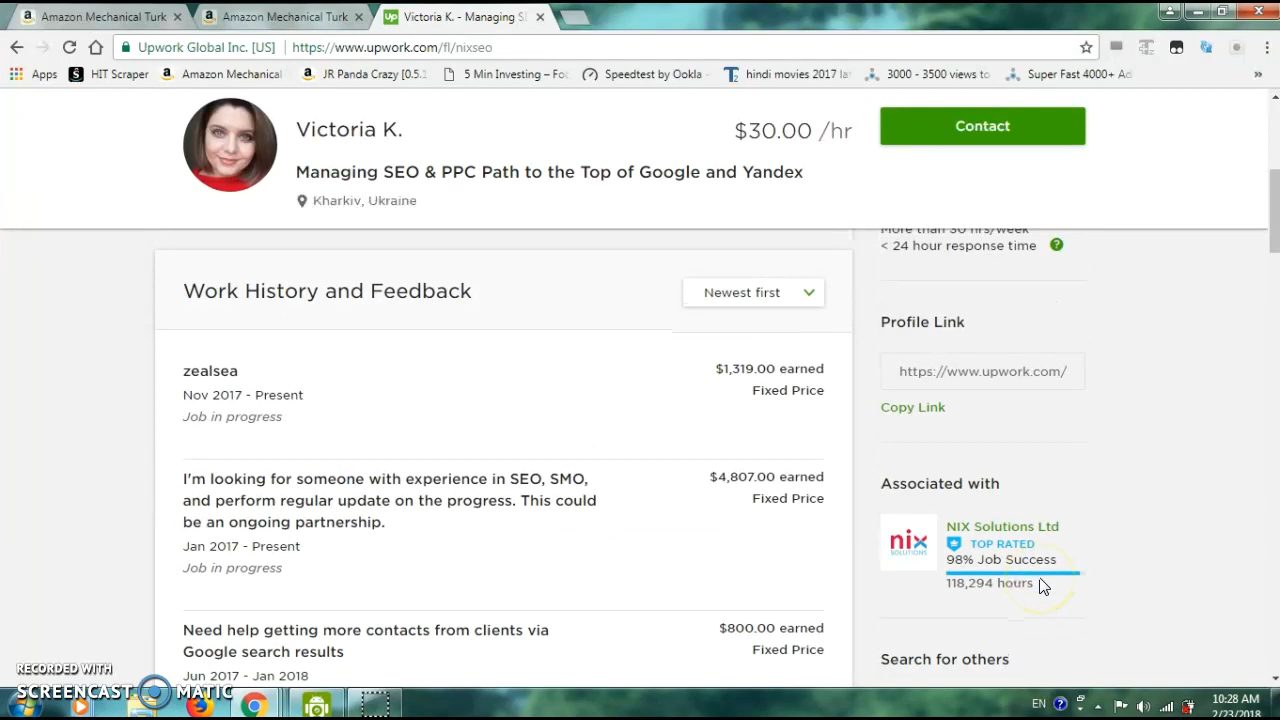 Amazon Mechanical Turk
Amazon Mechanical Turk
Up Victoria K. - Managing S
Upwork Global Inc. [US] https://www.upwork.com/fl/nixseo
Apps
HIT Scraper
Amazon Mechanical
JR Panda Crazy [0.5.
5 Min Investing – Fo
Speedtest by Ookla
hindi movies 2017 la
3000 - 3500 views to
Super Fast 4000+ Ad
»
Victoria K.
$30.00 /hr
Contact
Managing SEO & PPC Path to the Top of Google and Yandex
Kharkiv, Ukraine
More than 30 hrs/week
< 24 hour response time ?
Work History and Feedback
Newest first
Profile Link
https://www.upwork.com/
Copy Link
zealsea
$1,319.00 earned
Nov 2017 - Present
Fixed Price
Job in progress
I'm looking for someone with experience in SEO, SMO,
and perform regular update on the progress. This could
be an ongoing partnership.
$4,807.00 earned
Fixed Price
Jan 2017 - Present
Job in progress
Associated with
nix
SOLUTIONS
NIX Solutions Ltd
TOP RATED
98% Job Success
118,294 hours
Need help getting more contacts from clients via
Google search results
$800.00 earned
Fixed Price
Jun 2017 - Jan 2018
Search for others
RECORDED WITH
SCREENCAST MATIC
EN
10:28 AM
2/23/2018